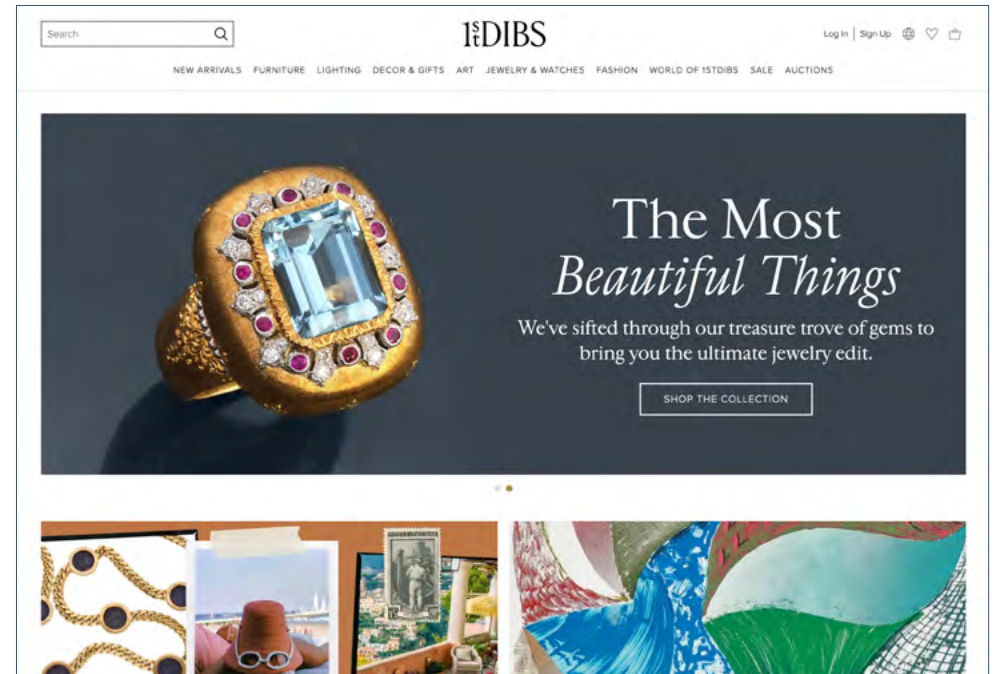 Search
1stDIBS
Log In | Sign Up
NEW ARRIVALS FURNITURE LIGHTING DECOR & GIFTS ART JEWELRY & WATCHES FASHION WORLD OF 1STDIBS SALE AUCTIONS
The Most
Beautiful Things
We've sifted through our treasure trove of gems to
bring you the ultimate jewelry edit.
SHOP THE COLLECTION